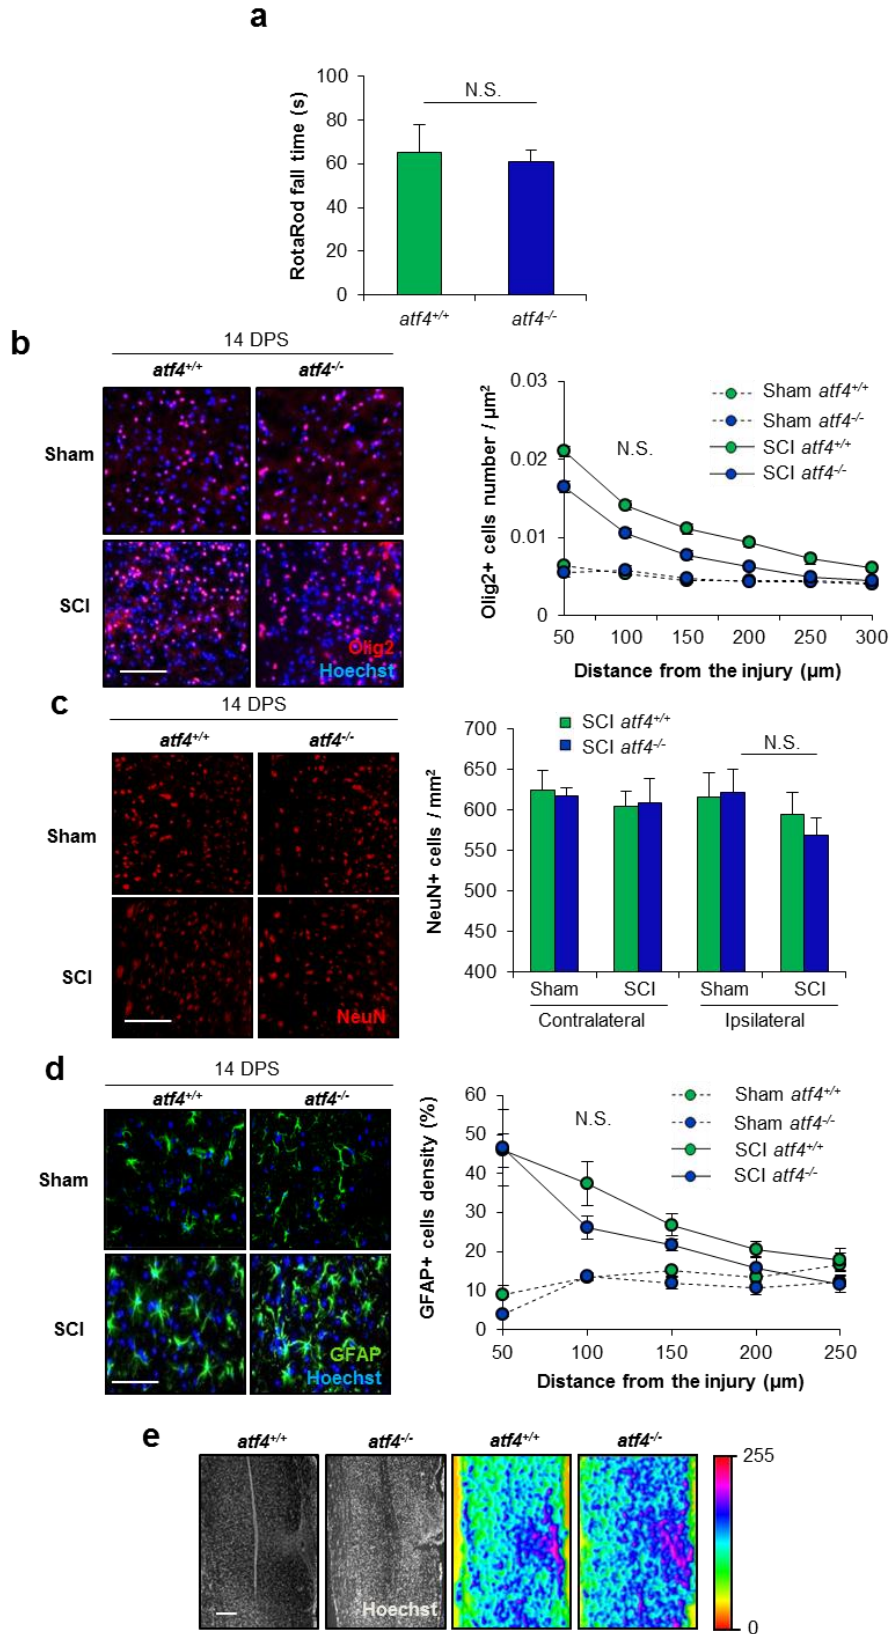 a
RotaRod fall time (s)
100
80
60
40
20
0
N.S.
atf4+/+
atf4-/-
b
14 DPS
atf4+/+
atf4-/-
Sham
SCI
Olig2
Hoechst
Olig2+ cells number / µm2
0.03
0.02
0.01
0
N.S.
Sham atf4+/+
Sham atf4-/-
SCI atf4+/+
SCI atf4-/-
50 100 150 200 250 300
Distance from the injury (µm)
c
14 DPS
atf4+/+
atf4-/-
Sham
SCI
NeuN
NeuN+ cells / mm2
700
650
600
550
500
450
400
SCI atf4+/+
SCI atf4-/-
N.S.
Sham SCI Sham SCI
Contralateral Ipsilateral
d
14 DPS
atf4+/+
atf4-/-
Sham
SCI
GFAP
Hoechst
GFAP+ cells density (%)
60
50
40
30
20
10
0
N.S.
Sham atf4+/+
Sham atf4-/-
SCI atf4+/+
SCI atf4-/-
50 100 150 200 250
Distance from the injury (µm)
e
atf4+/+ atf4-/- atf4+/+ atf4-/-
Hoechst
255
0